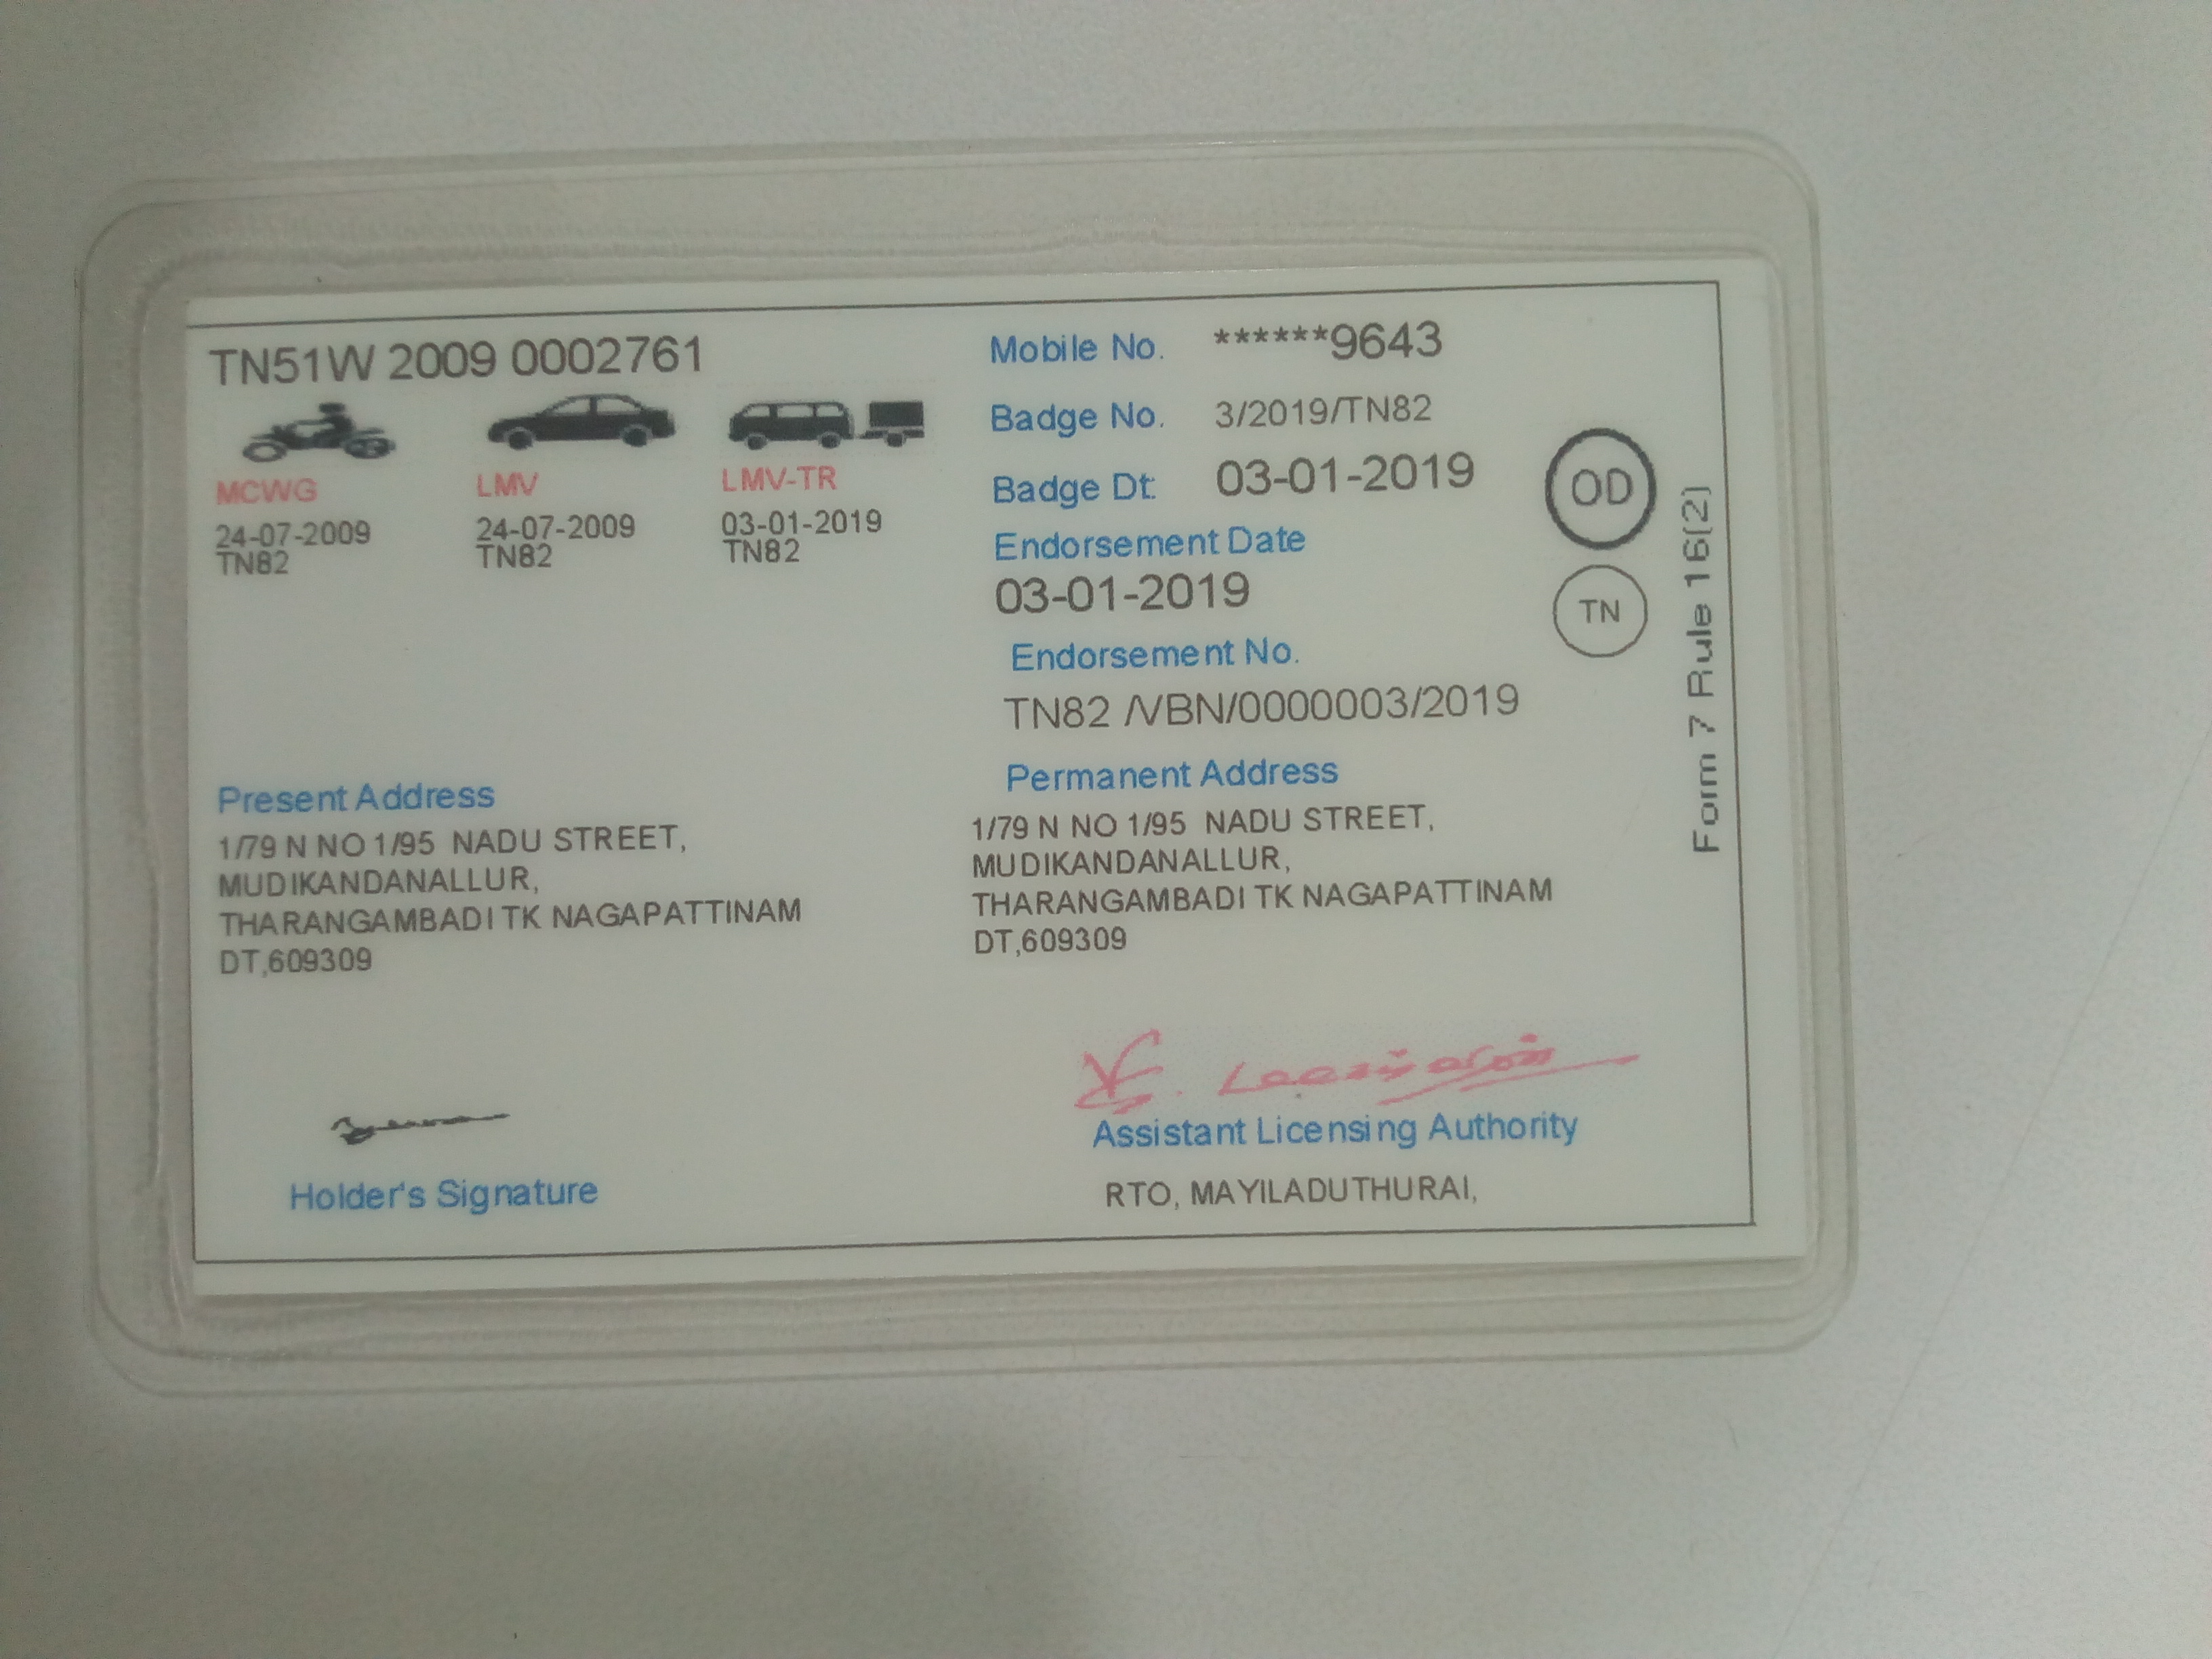 TN51W 2009 0002761
MCWG
24-07-2009
TN82
LMV
24-07-2009
TN82
LMV-TR
03-01-2019
TN82
Mobile No. ******9643
Badge No. 3/2019/TN82
Badge Dt: 03-01-2019
Endorsement Date
03-01-2019
Endorsement No.
TN82 /VBN/0000003/2019
OD
TN
Form 7 Rule 16(2)
Present Address
1/79 N NO 1/95 NADU STREET,
MUDIKANDANALLUR,
THARANGAMBADI TK NAGAPATTINAM
DT,609309
Permanent Address
1/79 N NO 1/95 NADU STREET,
MUDIKANDANALLUR,
THARANGAMBADI TK NAGAPATTINAM
DT,609309
Holder's Signature
Assistant Licensing Authority
RTO, MAYILADUTHURAI,